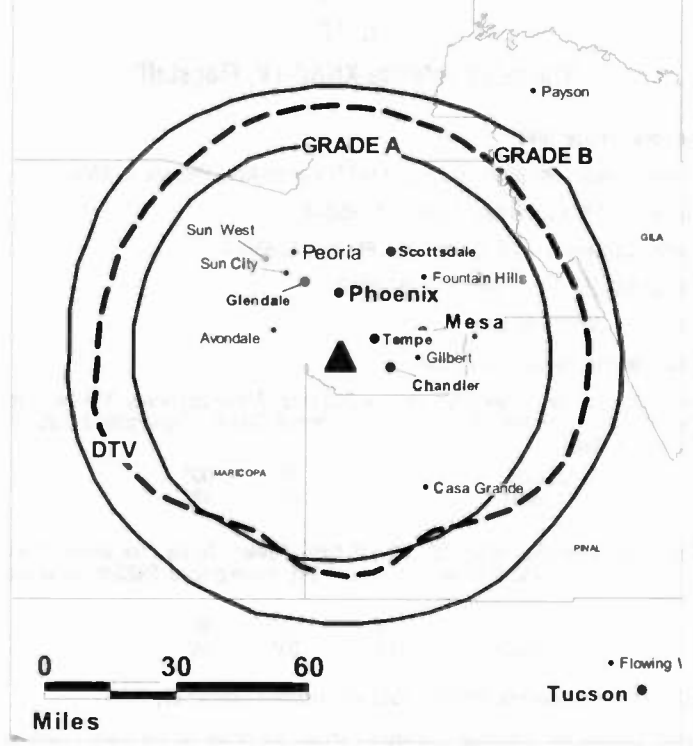 Payson
GRADE A
GRADE B
Sun West
Peoria
Scottsdale
GILA
Sun City
Fountain Hills
Glendale
Phoenix
Mesa
Avondale
Tempe
Gilbert
Chandler
DTV
MARICOPA
Casa Grande
PINAL
0 30 60
Flowing
Tucson
Miles